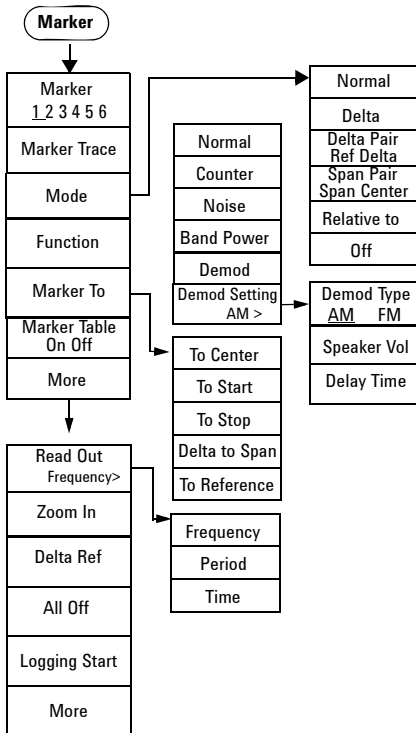 Marker
Marker
1 2 3 4 5 6
Marker Trace
Mode
Function
Marker To
Marker Table
On Off
More
Read Out
Frequency>
Zoom In
Delta Ref
All Off
Logging Start
More
Normal
Counter
Noise
Band Power
Demod
Demod Setting
AM >
To Center
To Start
To Stop
Delta to Span
To Reference
Frequency
Period
Time
Normal
Delta
Delta Pair
Ref Delta
Span Pair
Span Center
Relative to
Off
Demod Type
AM FM
Speaker Vol
Delay Time